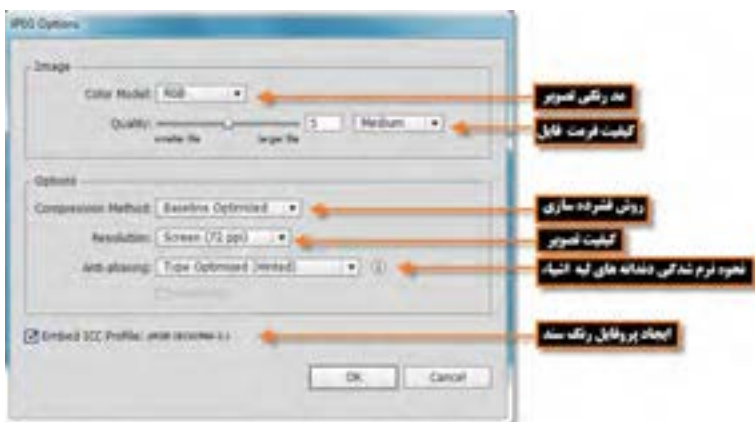 JPEG Options
Image
Color Model: RGB
مد رنگی تصویر
Quality: 5 Medium
کیفیت فرمت فایل
smaller file larger file
Options
Compression Method: Baseline Optimized
روش فشرده سازی
Resolution: Screen (72 ppi)
کیفیت تصویر
Anti-aliasing: Type Optimized (Hinted)
نحوه نرم شدگی دندانه های لبه اشیاء
Embed ICC Profile:
ایجاد پروفایل رنگ سند
OK Cancel